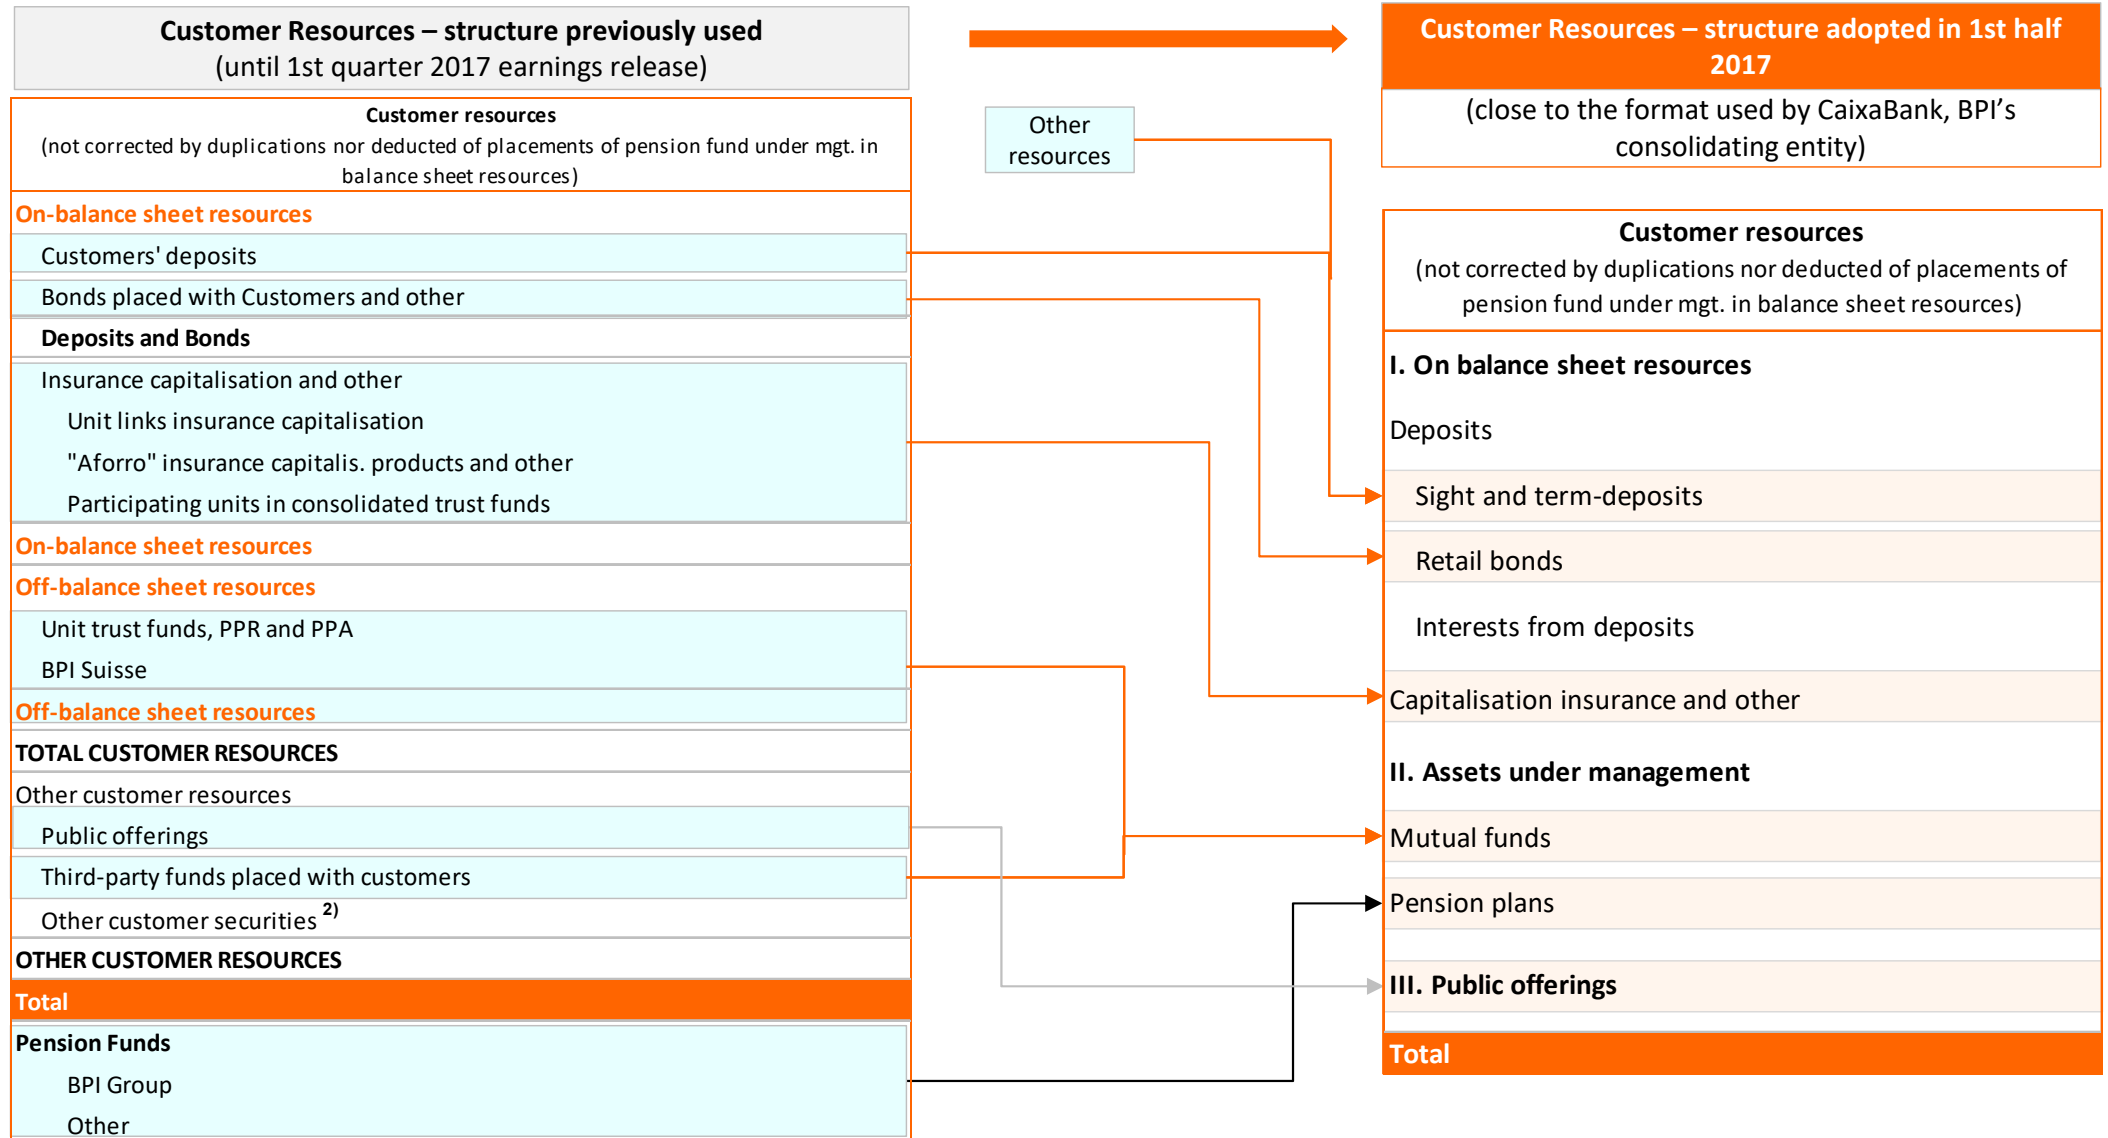 Customer Resources – structure previously used
(until 1st quarter 2017 earnings release)
Customer resources
(not corrected by duplications nor deducted of placements of pension fund under mgt. in
balance sheet resources)
On-balance sheet resources
Customers' deposits
Bonds placed with Customers and other
Deposits and Bonds
Insurance capitalisation and other
Unit links insurance capitalisation
"Aforro" insurance capitalis. products and other
Participating units in consolidated trust funds
On-balance sheet resources
Off-balance sheet resources
Unit trust funds, PPR and PPA
BPI Suisse
Off-balance sheet resources
TOTAL CUSTOMER RESOURCES
Other customer resources
Public offerings
Third-party funds placed with customers
Other customer securities 2)
OTHER CUSTOMER RESOURCES
Total
Pension Funds
BPI Group
Other
Other
resources
Customer Resources – structure adopted in 1st half
2017
(close to the format used by CaixaBank, BPI’s
consolidating entity)
Customer resources
(not corrected by duplications nor deducted of placements of
pension fund under mgt. in balance sheet resources)
I. On balance sheet resources
Deposits
Sight and term-deposits
Retail bonds
Interests from deposits
Capitalisation insurance and other
II. Assets under management
Mutual funds
Pension plans
III. Public offerings
Total